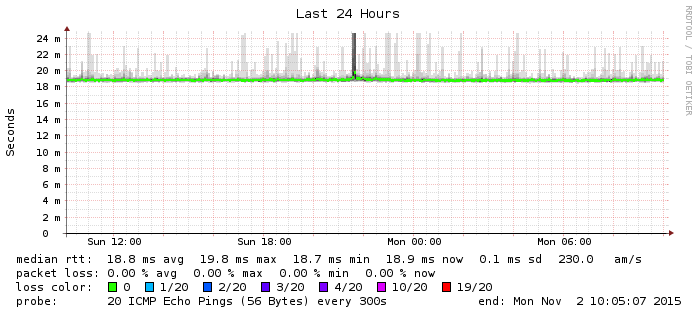 Last 24 Hours
RRDTOOL / TOBI OETIKER
Seconds
24 m
22 m
20 m
18 m
16 m
14 m
12 m
10 m
8 m
6 m
4 m
2 m
0
Sun 12:00 Sun 18:00 Mon 00:00 Mon 06:00
median rtt: 18.8 ms avg 19.8 ms max 18.7 ms min 18.9 ms now 0.1 ms sd 230.0 am/s
packet loss: 0.00 % avg 0.00 % max 0.00 % min 0.00 % now
loss color: 0 1/20 2/20 3/20 4/20 10/20 19/20
probe: 20 ICMP Echo Pings (56 Bytes) every 300s end: Mon Nov 2 10:05:07 2015